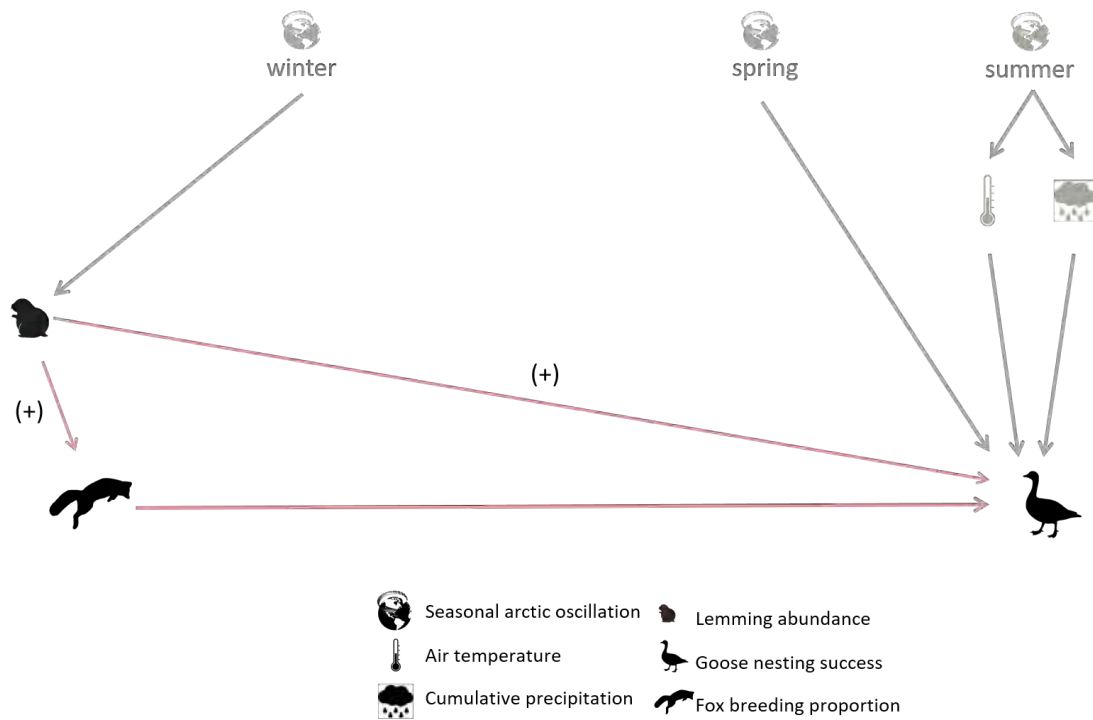 winter
spring
summer
(+)
(+)
Seasonal arctic oscillation
Lemming abundance
Air temperature
Goose nesting success
Cumulative precipitation
Fox breeding proportion